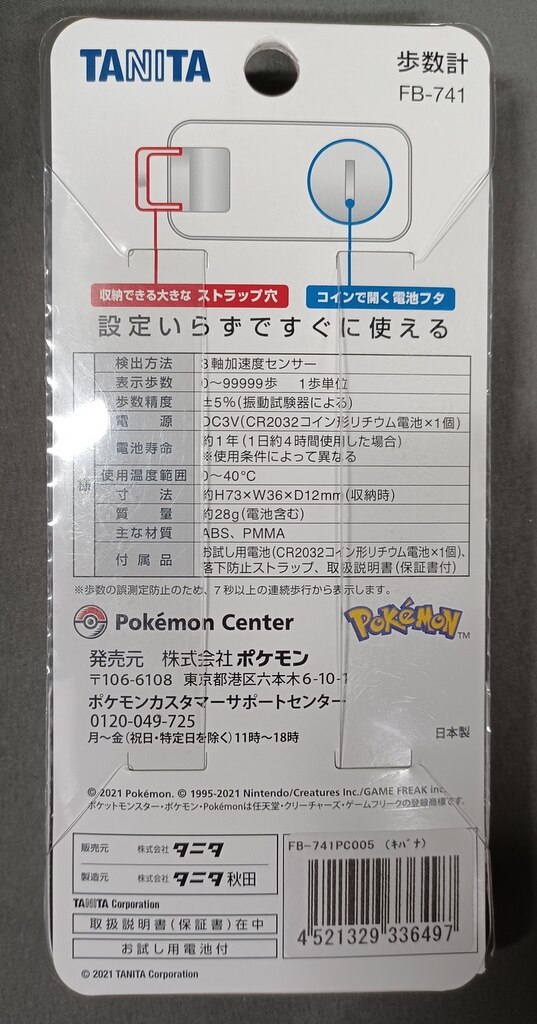 TANITA
歩数計
FB-741
収納できる大きな ストラップ穴
コインで開く電池フタ
設定いらずですぐに使える
様
検出方法 3軸加速度センサー
表示歩数 0～99999歩 1歩単位
歩数精度 ±5%(振動試験器による)
電源 DC3V(CR2032コイン形リチウム電池×1個)
電池寿命 約1年(1日約4時間使用した場合)
※使用条件によって異なる
使用温度範囲 0～40℃
寸法 約H73×W36×D12mm(収納時)
質量 約28g(電池含む)
主な材質 ABS、PMMA
付属品 お試し用電池(CR2032コイン形リチウム電池×1個)、
落下防止ストラップ、取扱説明書(保証書付)
※歩数の誤測定防止のため、7秒以上の連続歩行から表示します。
Pokémon Center
POKéMON TM
発売元 株式会社ポケモン
〒106-6108 東京都港区六本木6-10-1
ポケモンカスタマーサポートセンター
0120-049-725
月～金(祝日・特定日を除く)11時～18時
日本製
© 2021 Pokémon. © 1995-2021 Nintendo/Creatures Inc./GAME FREAK inc.
ポケットモンスター・ポケモン・Pokémonは任天堂・クリーチャーズ・ゲームフリークの登録商標です。
販売元 株式会社 タニタ
製造元 株式会社 タニタ 秋田
TANITA Corporation
取扱説明書(保証書)在中
お試し用電池付
© 2021 TANITA Corporation
FB-741PC005 (ｷﾊﾞﾅ)
4 521329 336497